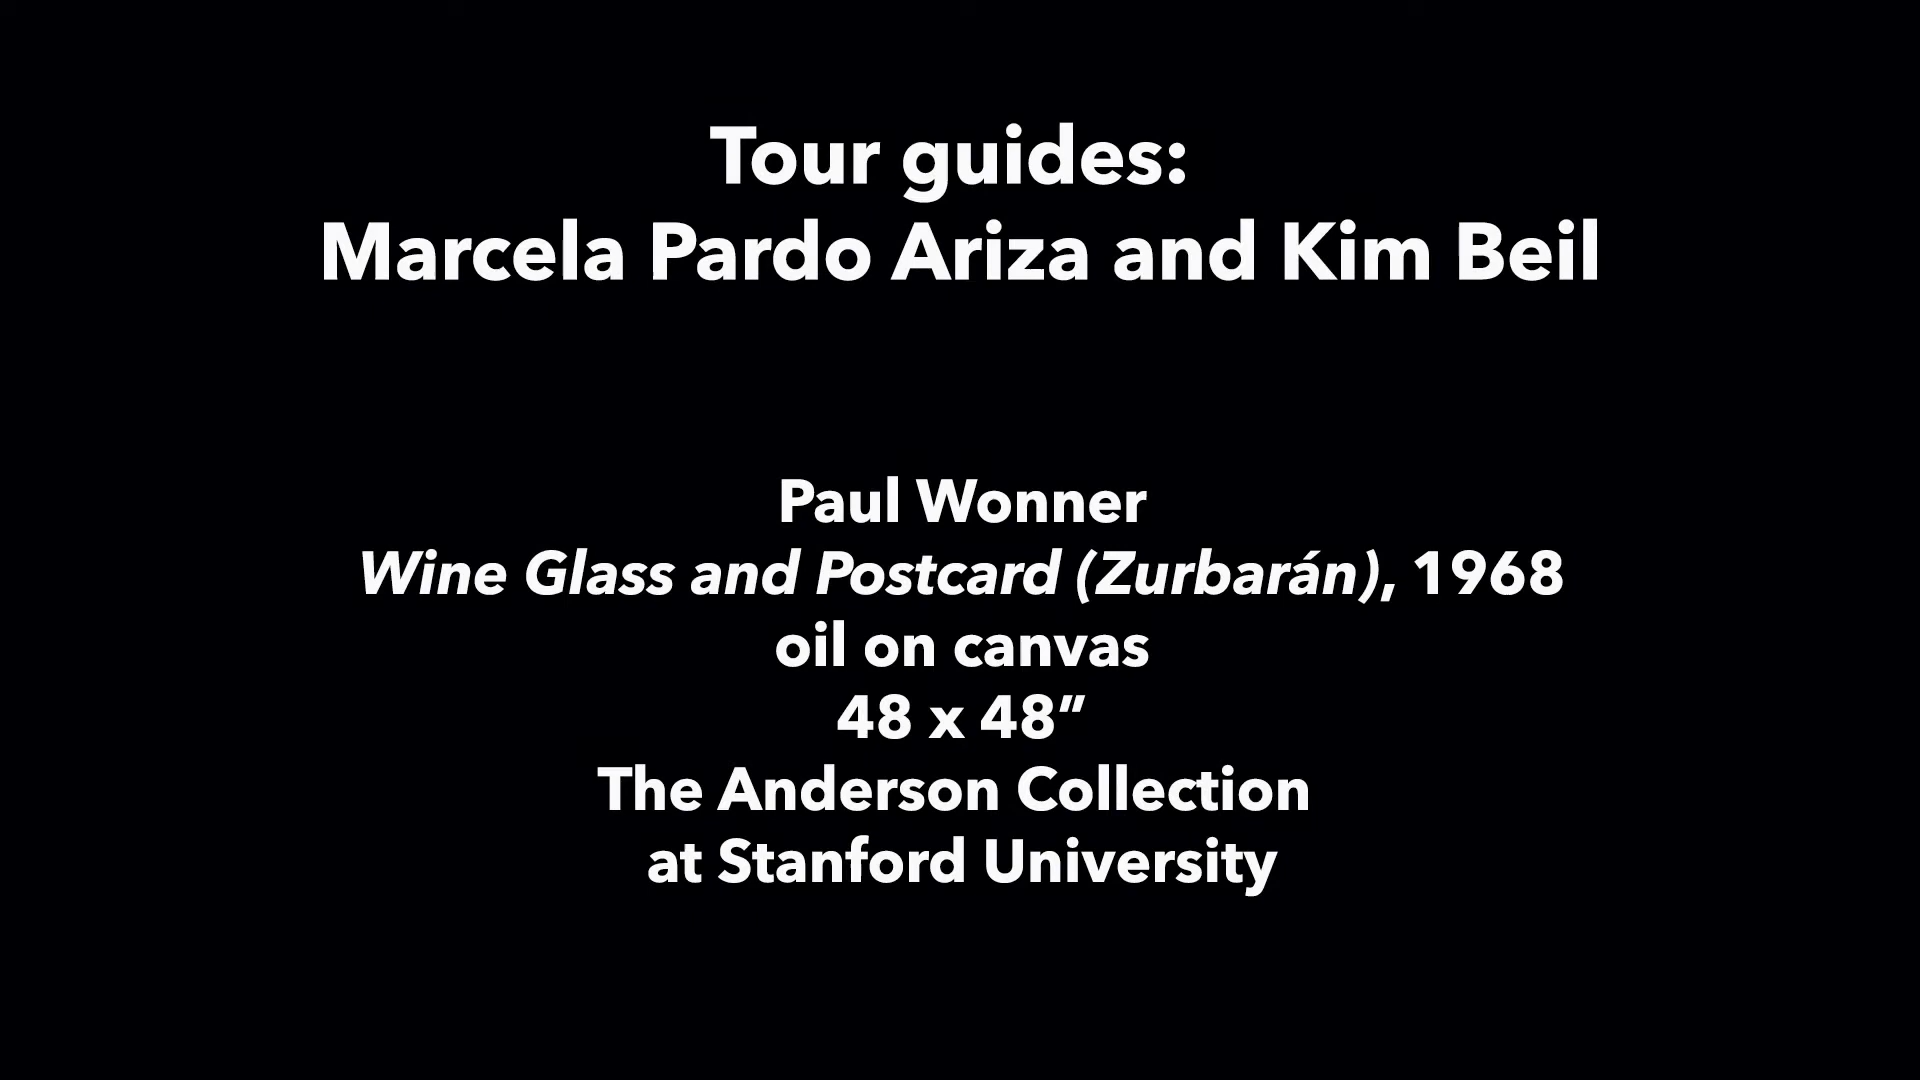 Tour guides:
Marcela Pardo Ariza and Kim Beil
Paul Wonner
Wine Glass and Postcard (Zurbarán), 1968
oil on canvas
48 x 48”
The Anderson Collection
at Stanford University